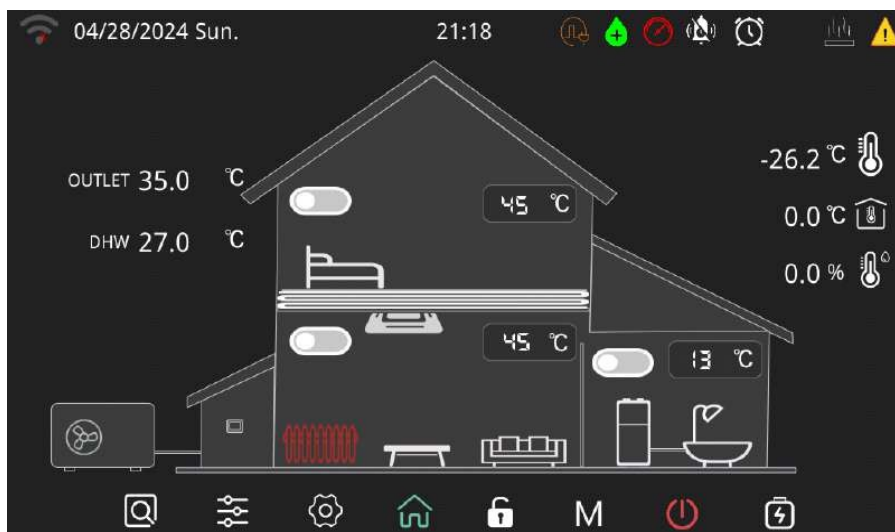 04/28/2024 Sun.
21:18
OUTLET 35.0 ℃
DHW 27.0 ℃
-26.2 ℃
0.0 ℃
0.0 %
45 ℃
45 ℃
13 ℃
M